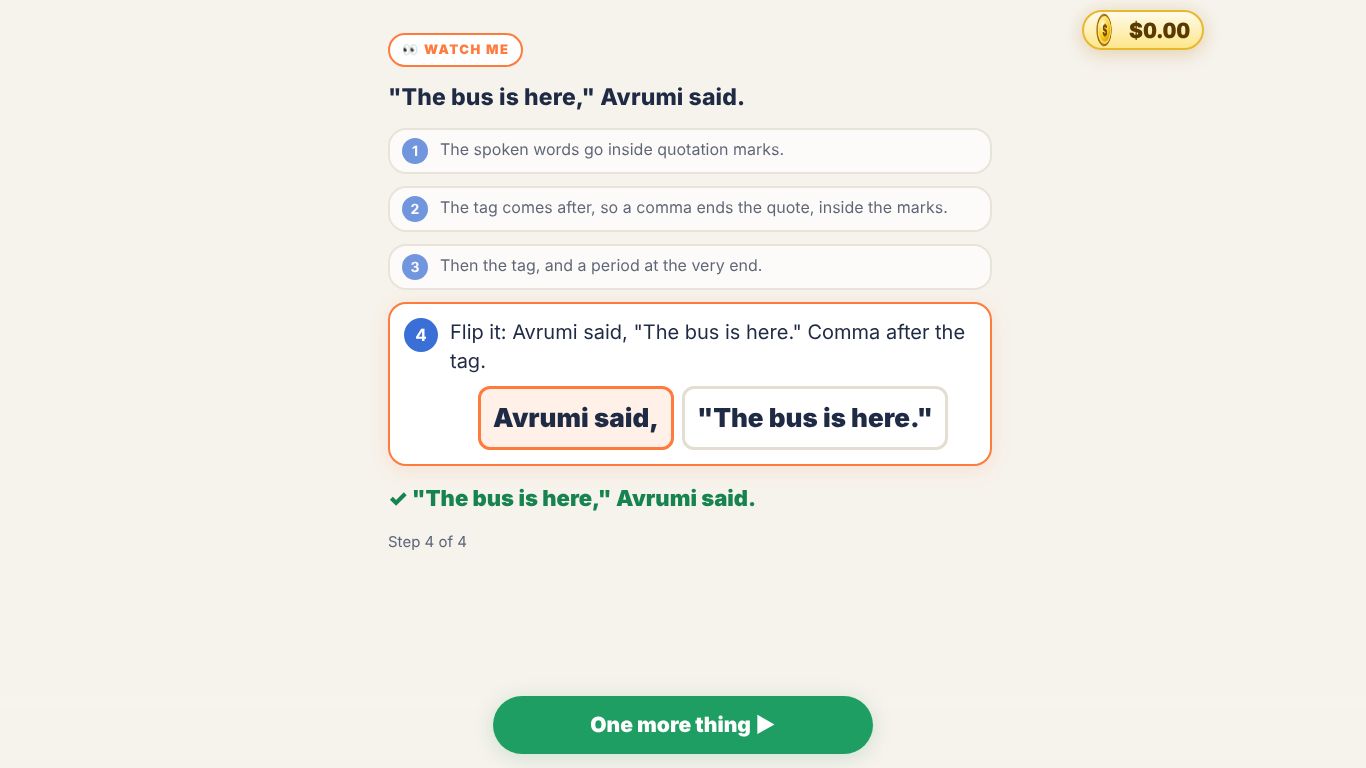 👀 WATCH ME
$0.00
"The bus is here," Avrumi said.
1 The spoken words go inside quotation marks.
2 The tag comes after, so a comma ends the quote, inside the marks.
3 Then the tag, and a period at the very end.
4 Flip it: Avrumi said, "The bus is here." Comma after the
tag.
Avrumi said, "The bus is here."
✓ "The bus is here," Avrumi said.
Step 4 of 4
One more thing ▶